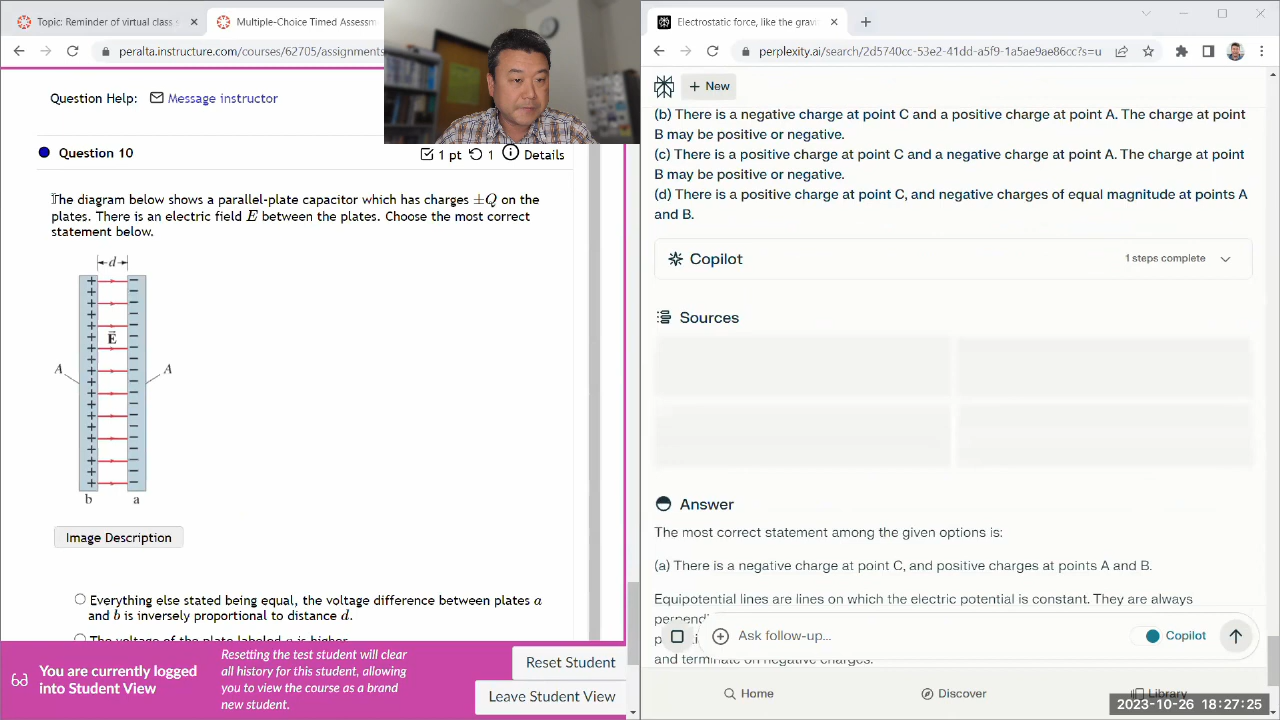 Topic: Reminder of virtual class s
Multiple-Choice Timed Assessm
Electrostatic force, like the gravi
peralta.instructure.com/courses/62705/assignments
perplexity.ai/search/2d5740cc-53e2-41dd-a5f9-1a5ae9ae86cc?s=u
New
Question Help: Message instructor
Question 10
1 pt 1 Details
The diagram below shows a parallel-plate capacitor which has charges ±Q on the
plates. There is an electric field E between the plates. Choose the most correct
statement below.
d
E
A
A
b
a
Image Description
Everything else stated being equal, the voltage difference between plates a
and b is inversely proportional to distance d.
The voltage of the plate labeled a is higher
You are currently logged
into Student View
Resetting the test student will clear
all history for this student, allowing
you to view the course as a brand
new student.
Reset Student
Leave Student View
(b) There is a negative charge at point C and a positive charge at point A. The charge at point
B may be positive or negative.
(c) There is a positive charge at point C and a negative charge at point A. The charge at point
B may be positive or negative.
(d) There is a positive charge at point C, and negative charges of equal magnitude at points A
and B.
Copilot
1 steps complete
Sources
Answer
The most correct statement among the given options is:
(a) There is a negative charge at point C, and positive charges at points A and B.
Equipotential lines are lines on which the electric potential is constant. They are always
and terminate on negative charges.
Ask follow-up...
Copilot
Home
Discover
Library
2023-10-26 18:27:25